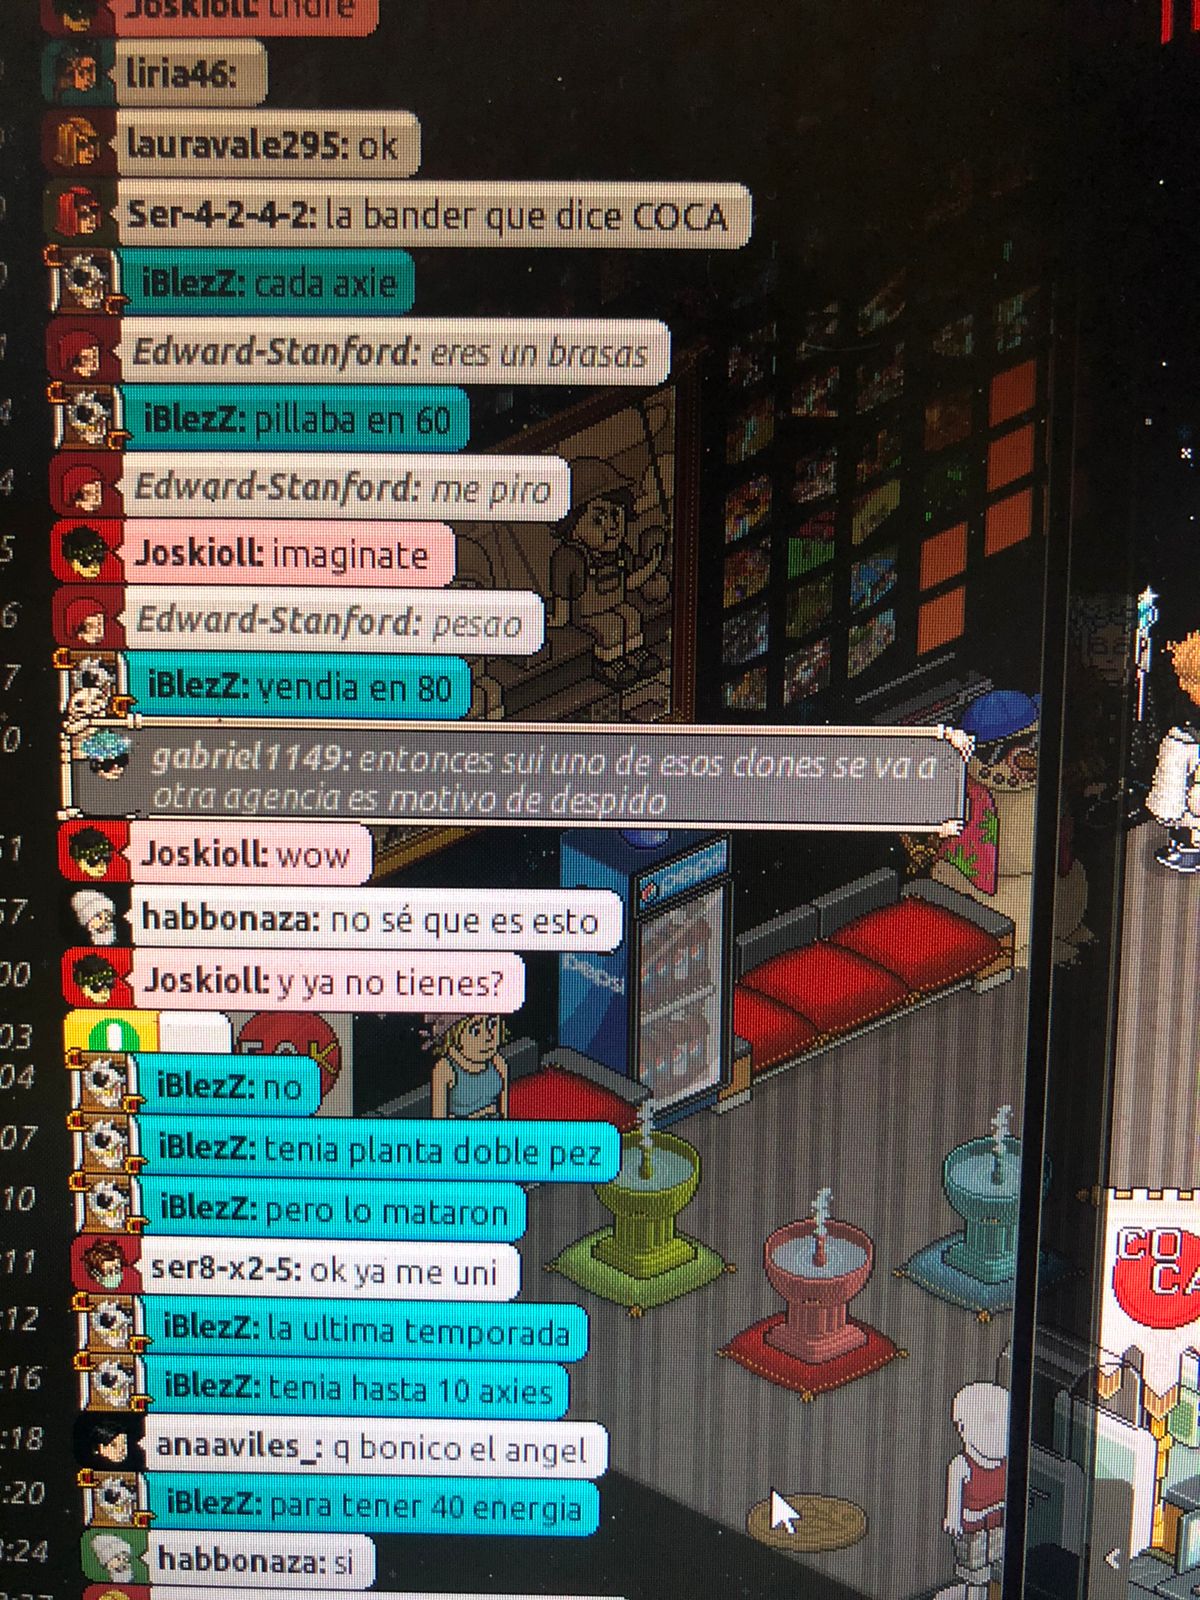 Joskioll: chdre
liria46:
lauravale295: ok
Ser-4-2-4-2: la bander que dice COCA
iBlezZ: cada axie
Edward-Stanford: eres un brasas
iBlezZ: pillaba en 60
Edward-Stanford: me piro
Joskioll: imaginate
Edward-Stanford: pesao
iBlezZ: vendia en 80
gabriel1149: entonces sui uno de esos clones se va a
otra agencia es motivo de despido
Joskioll: wow
habbonaza: no sé que es esto
Joskioll: y ya no tienes?
iBlezZ: no
iBlezZ: tenia planta doble pez
iBlezZ: pero lo mataron
ser8-x2-5: ok ya me uni
iBlezZ: la ultima temporada
iBlezZ: tenia hasta 10 axies
anaaviles_: q bonico el angel
iBlezZ: para tener 40 energia
habbonaza: si
CO
CA